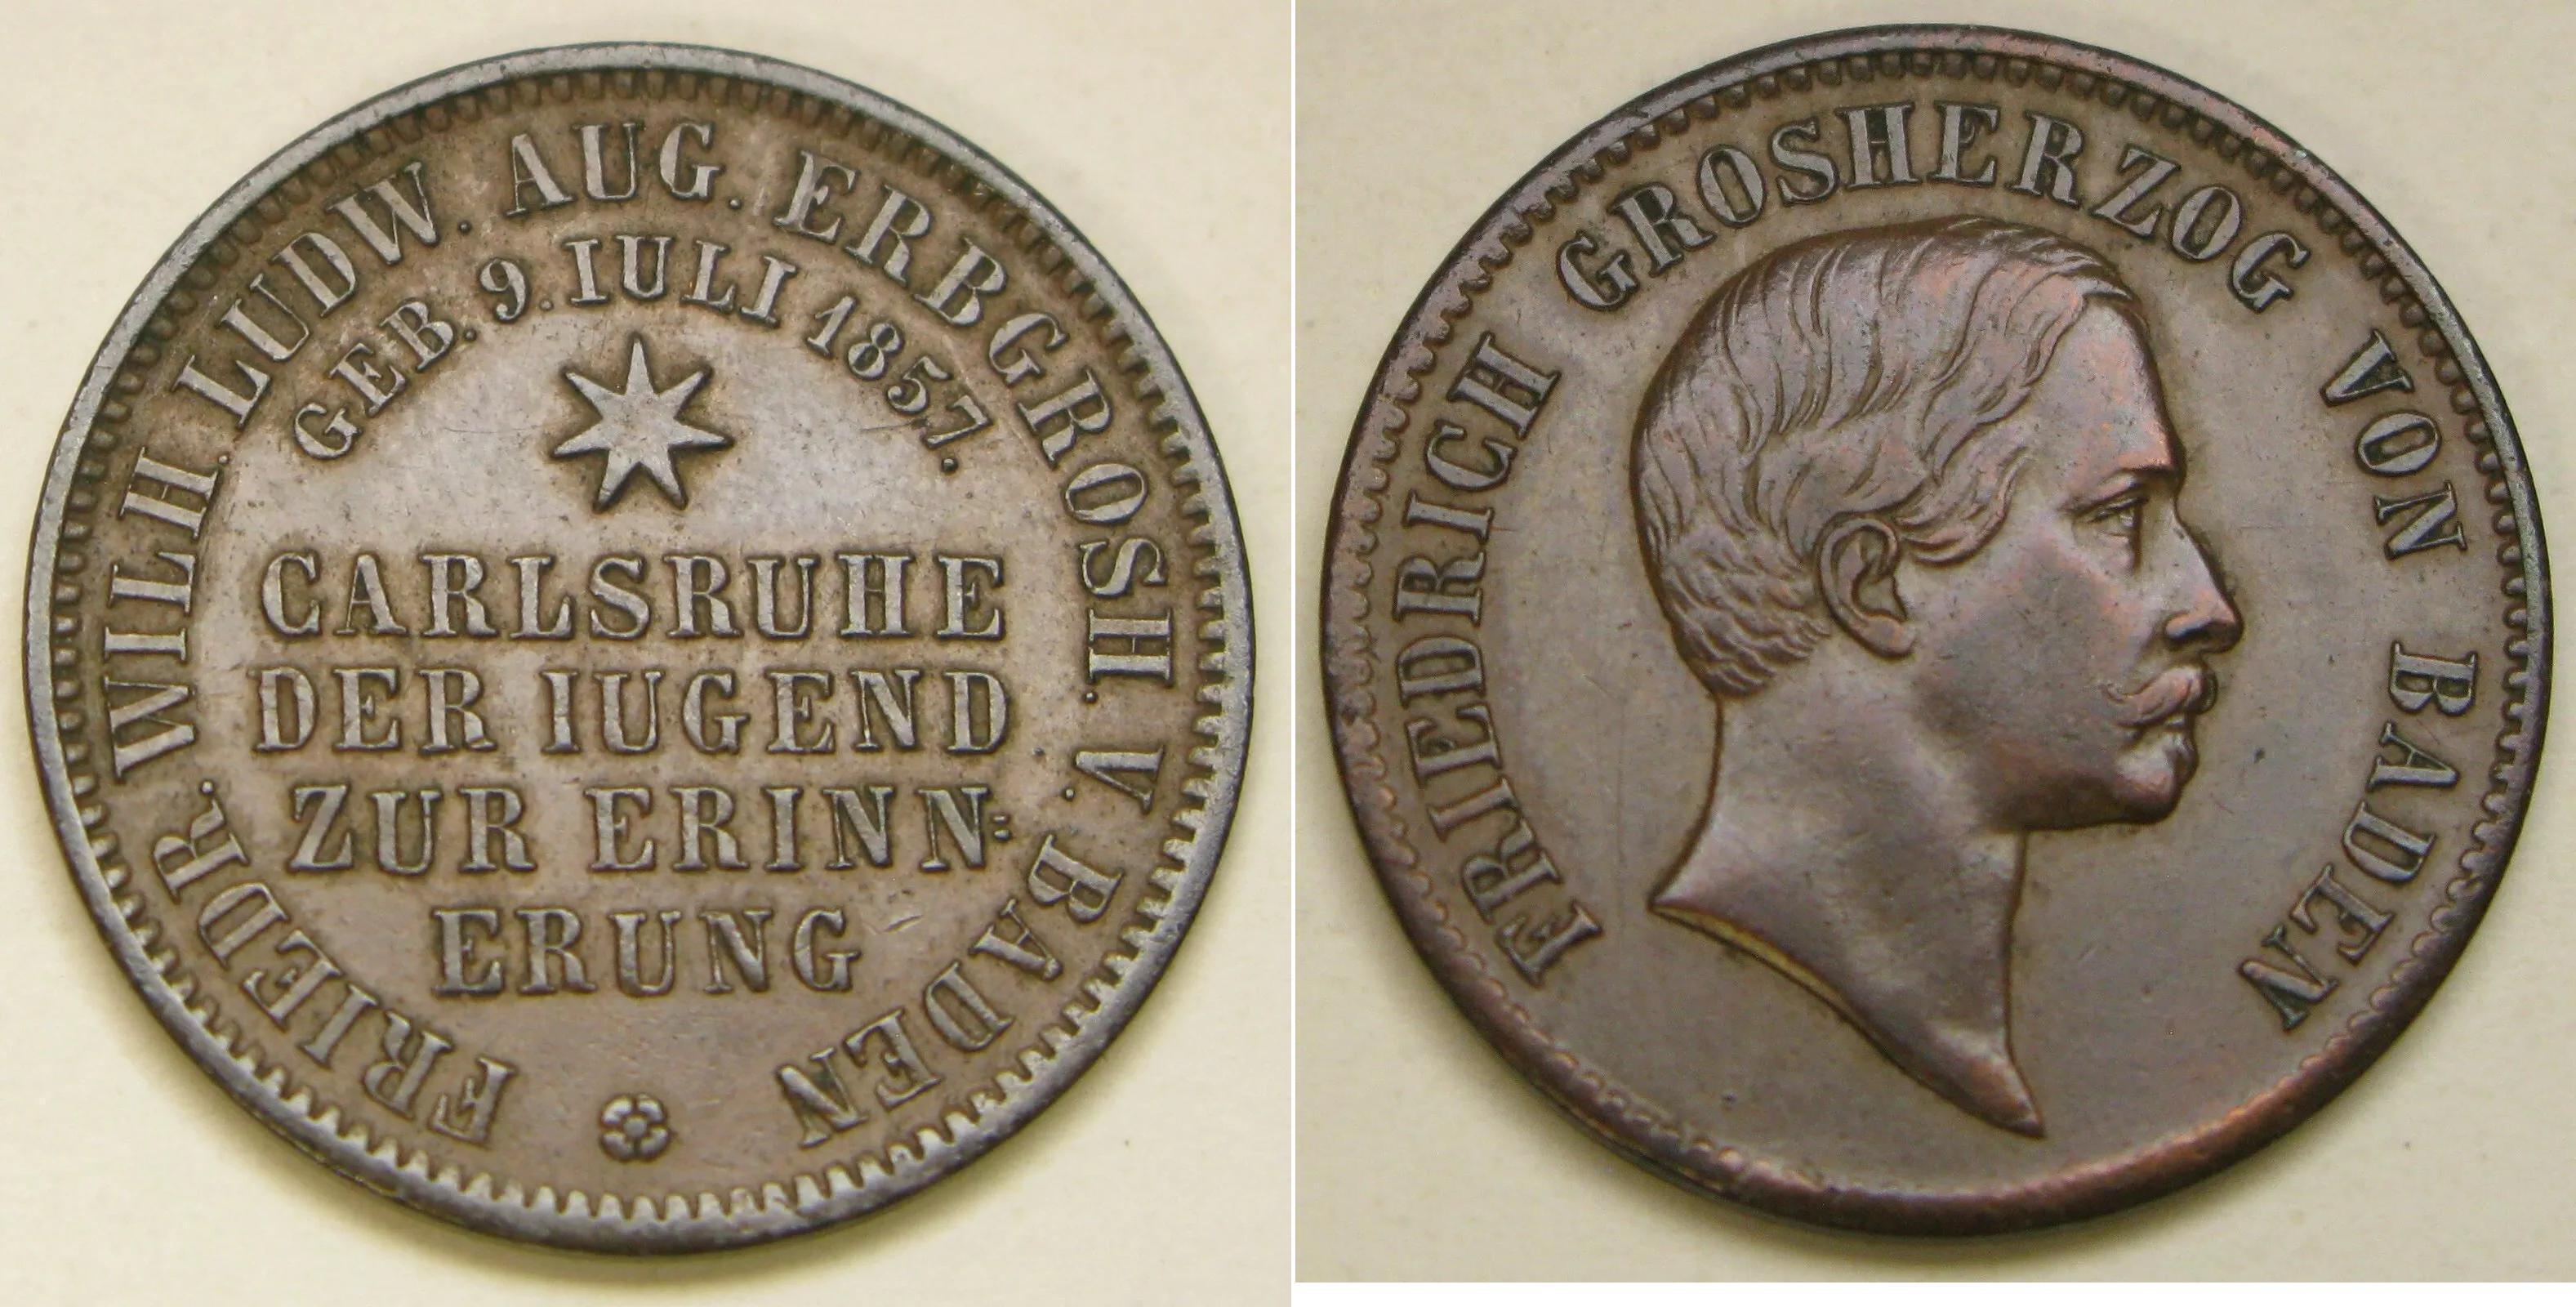 FRIEDR. WILH. LUDW. AUG. ERBGROSH. V. BADEN
GEB. 9. IULI 1857.
CARLSRUHE
DER IUGEND
ZUR ERINN:
ERUNG
FRIEDRICH GROSHERZOG VON BADEN